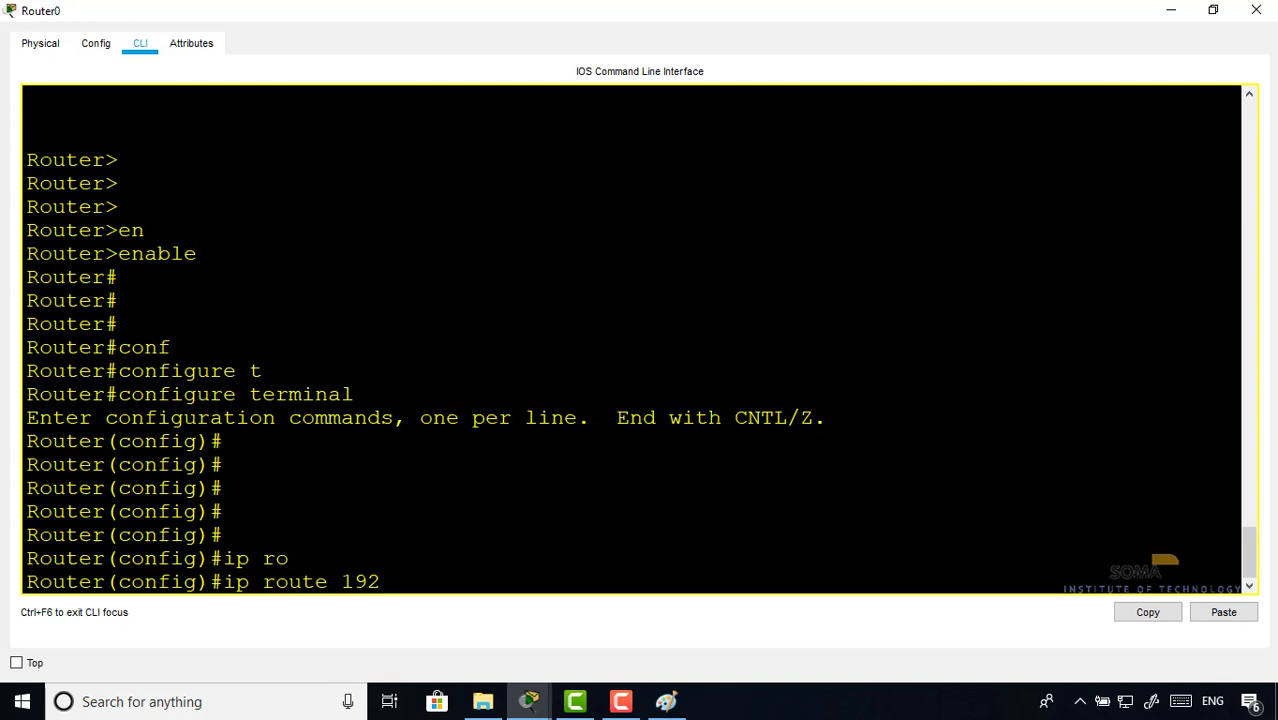 Router0
Physical Config CLI Attributes
IOS Command Line Interface
Router>
Router>
Router>
Router>en
Router>enable
Router#
Router#
Router#
Router#conf
Router#configure t
Router#configure terminal
Enter configuration commands, one per line.  End with CNTL/Z.
Router(config)#
Router(config)#
Router(config)#
Router(config)#
Router(config)#
Router(config)#ip ro
Router(config)#ip route 192
SOMA
INSTITUTE OF TECHNOLOGY
Ctrl+F6 to exit CLI focus
Copy Paste
Top
Search for anything
ENG
6